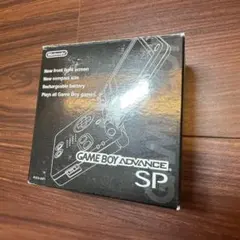 Nintendo
New front light screen
New compact size
Rechargeable battery
Plays all Game Boy games
GAME BOY ADVANCE
SP